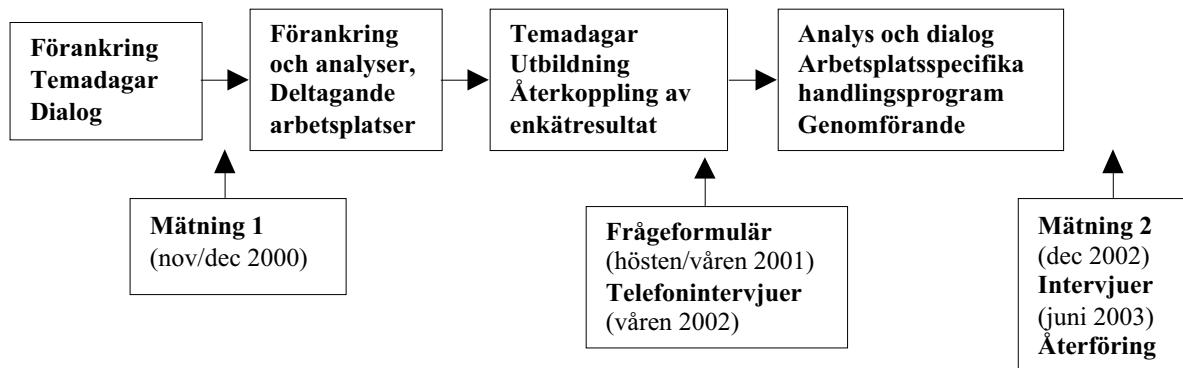 Förankring
Temadagar
Dialog
Förankring
och analyser,
Deltagande
arbetsplatser
Temadagar
Utbildning
Återkoppling av
enkätresultat
Analys och dialog
Arbetsplatsspecifika
handlingsprogram
Genomförande
Mätning 1
(nov/dec 2000)
Frågeformulär
(hösten/våren 2001)
Telefonintervjuer
(våren 2002)
Mätning 2
(dec 2002)
Intervjuer
(juni 2003)
Återföring